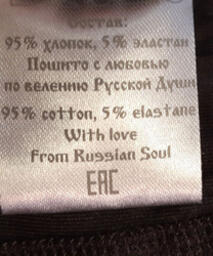 Состав:
95% хлопок, 5% эластан
Пошито с любовью
по велению Русской Души
95% cotton, 5% elastane
With love
From Russian Soul
EAC